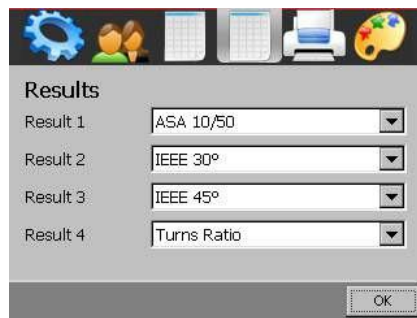 Results
Result 1 ASA 10/50
Result 2 IEEE 30º
Result 3 IEEE 45º
Result 4 Turns Ratio
OK